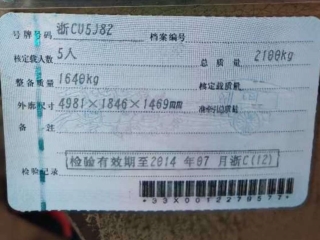 号牌号码 浙CU5J82 档案编号
核定载人数 5人 总质量 2100kg
整备质量 1640kg 核定载质量
外廓尺寸 4981×1846×1469mm 准牵引总质
备注
检验有效期至2014年07月浙C(12)
检验记录
*33X0012279577*